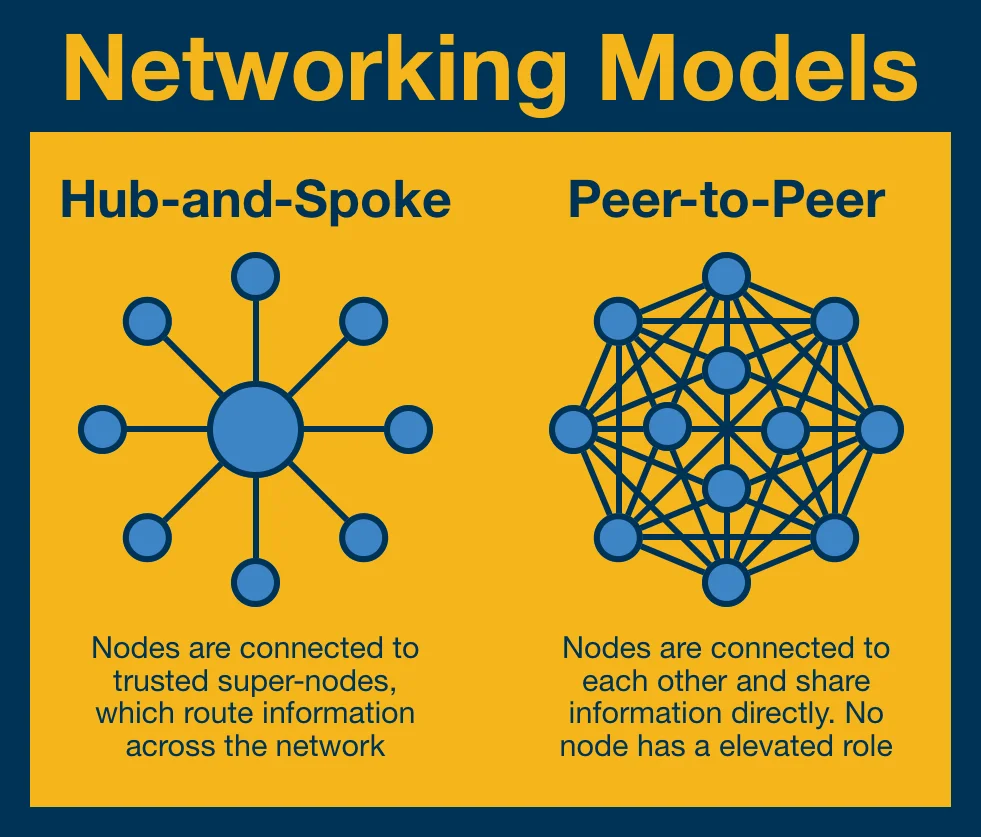 Networking Models
Hub-and-Spoke
Nodes are connected to
trusted super-nodes,
which route information
across the network
Peer-to-Peer
Nodes are connected to
each other and share
information directly. No
node has a elevated role